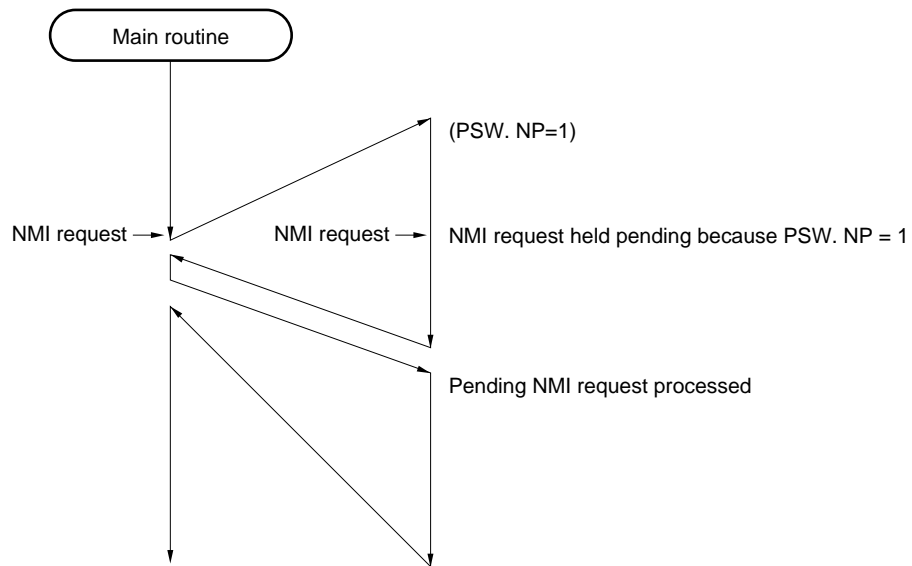 Main routine
(PSW. NP=1)
NMI request
NMI request
NMI request held pending because PSW. NP = 1
Pending NMI request processed